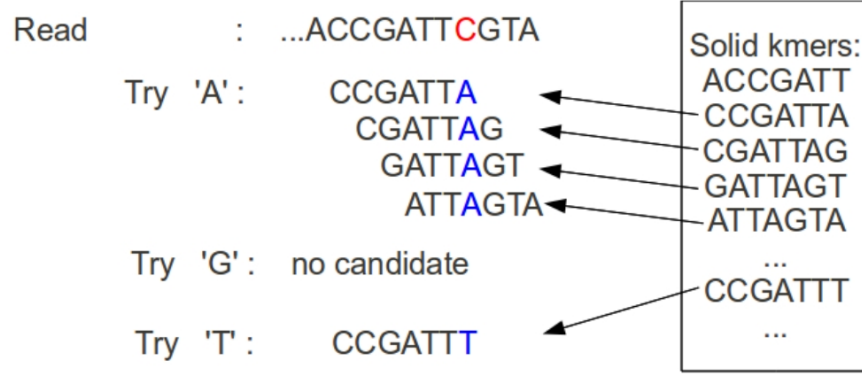 Read : ...ACCGATTCGTA
Try 'A' : CCGATTA
CGATTAG
GATTAGT
ATTAGTA
Try 'G' : no candidate
Try 'T' : CCGATTT
Solid kmers:
ACCGATT
CCGATTA
CGATTAG
GATTAGT
ATTAGTA
...
CCGATTT
...